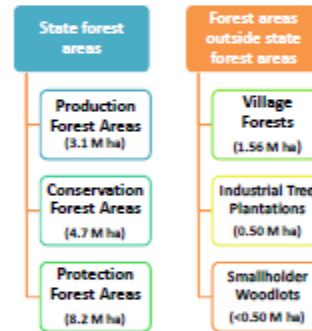 State forest
areas
Production
Forest Areas
(3.1 M ha)
Conservation
Forest Areas
(4.7 M ha)
Protection
Forest Areas
(8.2 M ha)
Forest areas
outside state
forest areas
Village
Forests
(1.56 M ha)
Industrial Tree
Plantations
(0.50 M ha)
Smallholder
Woodlots
(<0.50 M ha)